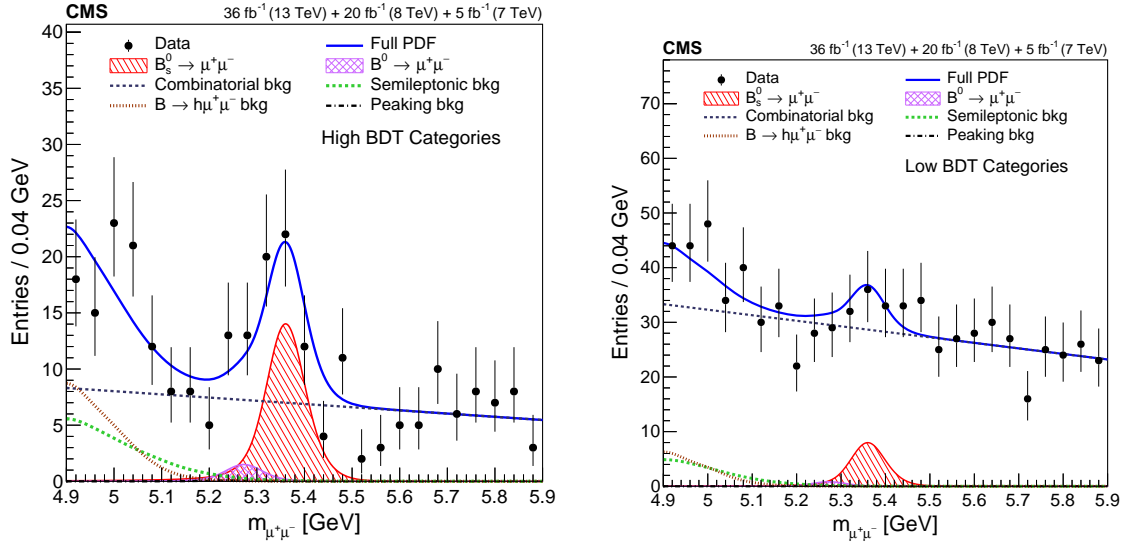 CMS 36 fb⁻¹ (13 TeV) + 20 fb⁻¹ (8 TeV) + 5 fb⁻¹ (7 TeV)
Data Full PDF
B⁰ₛ → μ⁺μ⁻ B⁰ → μ⁺μ⁻
Combinatorial bkg Semileptonic bkg
B → hμ⁺μ⁻ bkg Peaking bkg
High BDT Categories
Entries / 0.04 GeV
40
35
30
25
20
15
10
5
0
4.9 5 5.1 5.2 5.3 5.4 5.5 5.6 5.7 5.8 5.9
m_μ⁺μ⁻ [GeV]
CMS 36 fb⁻¹ (13 TeV) + 20 fb⁻¹ (8 TeV) + 5 fb⁻¹ (7 TeV)
Data Full PDF
B⁰ₛ → μ⁺μ⁻ B⁰ → μ⁺μ⁻
Combinatorial bkg Semileptonic bkg
B → hμ⁺μ⁻ bkg Peaking bkg
Low BDT Categories
Entries / 0.04 GeV
70
60
50
40
30
20
10
0
4.9 5 5.1 5.2 5.3 5.4 5.5 5.6 5.7 5.8 5.9
m_μ⁺μ⁻ [GeV]